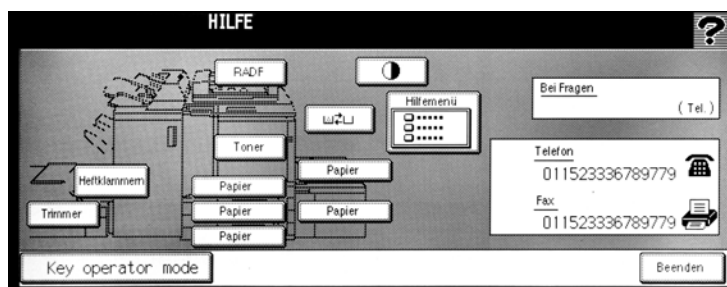 HILFE
?
RADF
Hilfemenü
Bei Fragen
(Tel.)
Toner
Heftklammern
Papier
Papier
Trimmer
Papier
Papier
Papier
Telefon
011523336789779
Fax
011523336789779
Key operator mode
Beenden